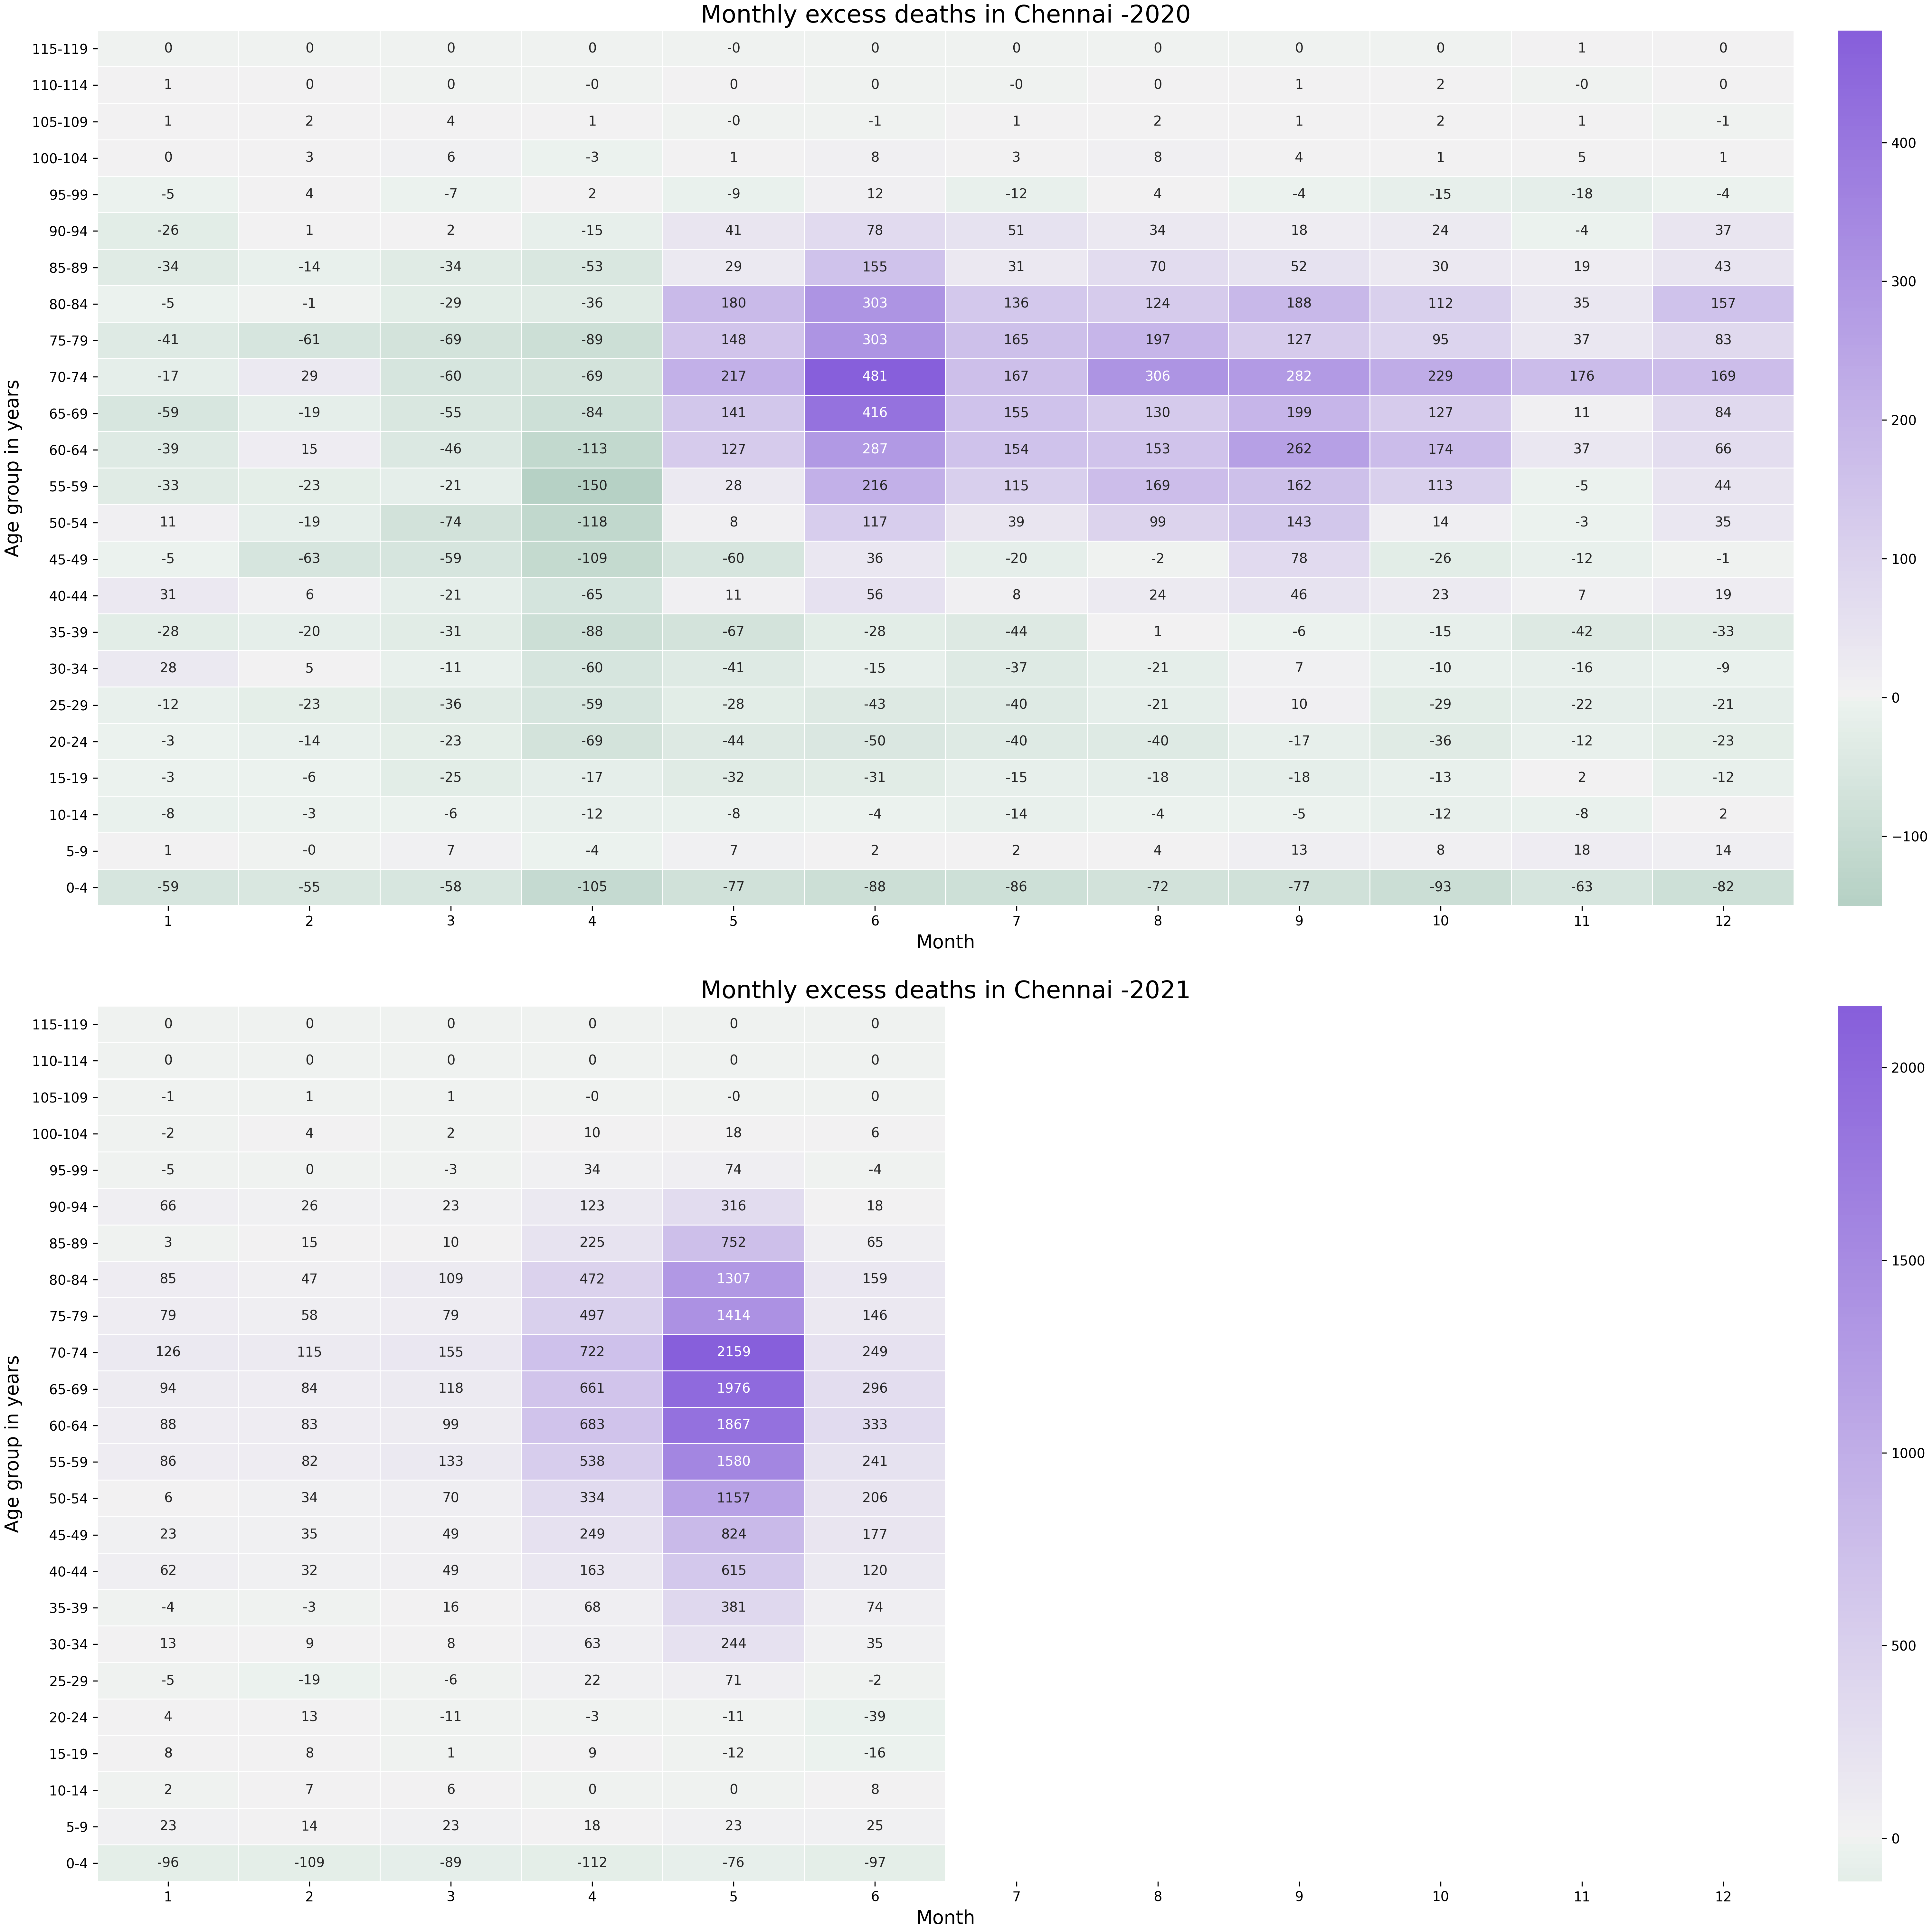 Monthly excess deaths in Chennai -2020
115-119 0 0 0 0 -0 0 0 0 0 0 1 0
110-114 1 0 0 -0 0 0 -0 0 1 2 -0 0
105-109 1 2 4 1 -0 -1 1 2 1 2 1 -1
100-104 0 3 6 -3 1 8 3 8 4 1 5 1
95-99 -5 4 -7 2 -9 12 -12 4 -4 -15 -18 -4
90-94 -26 1 2 -15 41 78 51 34 18 24 -4 37
85-89 -34 -14 -34 -53 29 155 31 70 52 30 19 43
80-84 -5 -1 -29 -36 180 303 136 124 188 112 35 157
75-79 -41 -61 -69 -89 148 303 165 197 127 95 37 83
70-74 -17 29 -60 -69 217 481 167 306 282 229 176 169
65-69 -59 -19 -55 -84 141 416 155 130 199 127 11 84
60-64 -39 15 -46 -113 127 287 154 153 262 174 37 66
55-59 -33 -23 -21 -150 28 216 115 169 162 113 -5 44
50-54 11 -19 -74 -118 8 117 39 99 143 14 -3 35
45-49 -5 -63 -59 -109 -60 36 -20 -2 78 -26 -12 -1
40-44 31 6 -21 -65 11 56 8 24 46 23 7 19
35-39 -28 -20 -31 -88 -67 -28 -44 1 -6 -15 -42 -33
30-34 28 5 -11 -60 -41 -15 -37 -21 7 -10 -16 -9
25-29 -12 -23 -36 -59 -28 -43 -40 -21 10 -29 -22 -21
20-24 -3 -14 -23 -69 -44 -50 -40 -40 -17 -36 -12 -23
15-19 -3 -6 -25 -17 -32 -31 -15 -18 -18 -13 2 -12
10-14 -8 -3 -6 -12 -8 -4 -14 -4 -5 -12 -8 2
5-9 1 -0 7 -4 7 2 2 4 13 8 18 14
0-4 -59 -55 -58 -105 -77 -88 -86 -72 -77 -93 -63 -82
1 2 3 4 5 6 7 8 9 10 11 12
Month
Age group in years
400
300
200
100
0
−100
Monthly excess deaths in Chennai -2021
115-119 0 0 0 0 0 0
110-114 0 0 0 0 0 0
105-109 -1 1 1 -0 -0 0
100-104 -2 4 2 10 18 6
95-99 -5 0 -3 34 74 -4
90-94 66 26 23 123 316 18
85-89 3 15 10 225 752 65
80-84 85 47 109 472 1307 159
75-79 79 58 79 497 1414 146
70-74 126 115 155 722 2159 249
65-69 94 84 118 661 1976 296
60-64 88 83 99 683 1867 333
55-59 86 82 133 538 1580 241
50-54 6 34 70 334 1157 206
45-49 23 35 49 249 824 177
40-44 62 32 49 163 615 120
35-39 -4 -3 16 68 381 74
30-34 13 9 8 63 244 35
25-29 -5 -19 -6 22 71 -2
20-24 4 13 -11 -3 -11 -39
15-19 8 8 1 9 -12 -16
10-14 2 7 6 0 0 8
5-9 23 14 23 18 23 25
0-4 -96 -109 -89 -112 -76 -97
1 2 3 4 5 6 7 8 9 10 11 12
Month
Age group in years
2000
1500
1000
500
0